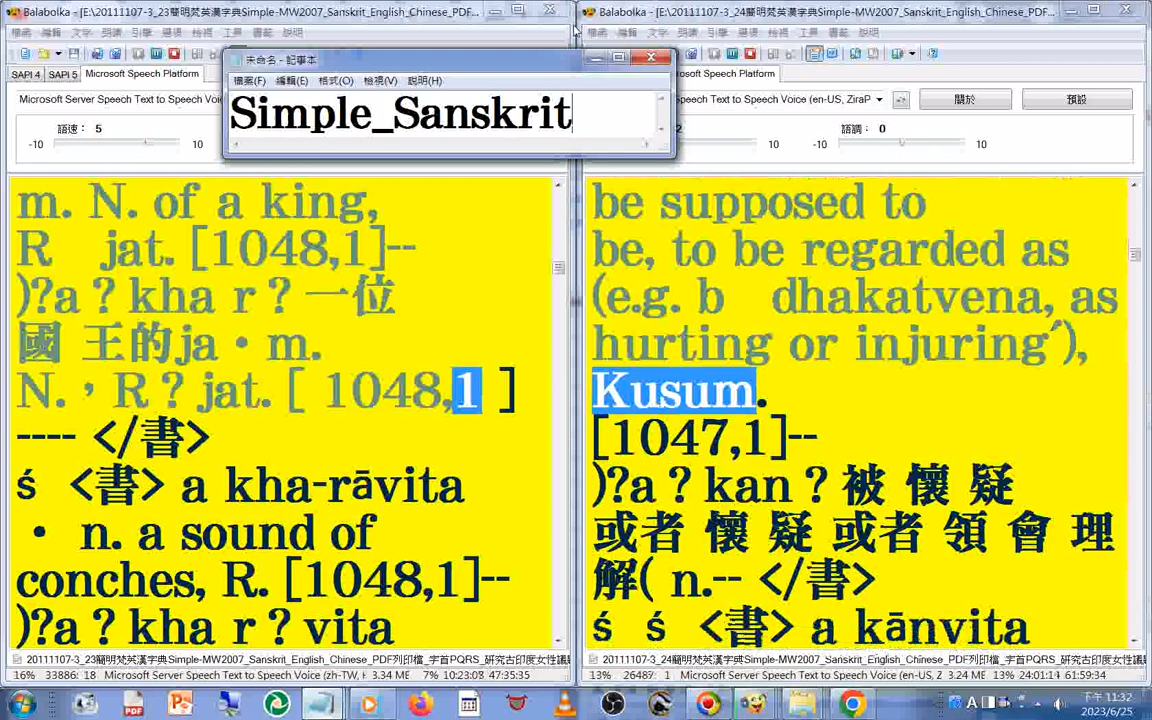 Balabolka - [E:\20111107-3_23簡明梵英漢字典Simple-MW2007_Sanskrit_English_Chinese_PDF...
Balabolka - [E:\20111107-3_24簡明梵英漢字典Simple-MW2007_Sanskrit_English_Chinese_PDF...
未命名 - 記事本
檔案(F) 編輯(E) 格式(O) 檢視(V) 說明(H)
Simple_Sanskrit
SAPI 4 SAPI 5 Microsoft Speech Platform
Speech Platform
Microsoft Server Speech Text to Speech Voi
Speech Text to Speech Voice (en-US, ZiraP
關於
預設
語速： 5
-10 10
10
語調： 0
-10 10
m. N. of a king,
R jat. [1048,1]--
)?a ? kha r ? 一位
國 王的ja・m.
N.，R ? jat. [ 1048,1 ]
---- </書>
ś <書> a kha-rāvita
・ n. a sound of
conches, R. [1048,1]--
)?a ? kha r ? vita
be supposed to
be, to be regarded as
(e.g. b dhakatvena, as
hurting or injuring´),
Kusum.
[1047,1]--
)?a ? kan ? 被 懷 疑
或者 懷 疑 或者 領 會 理
解( n.-- </書>
ś ś <書> a kānvita
20111107-3_23簡明梵英漢字典Simple-MW2007_Sanskrit_English_Chinese_PDF列印檔_字首PQRS_研究古印度女性議
20111107-3_24簡明梵英漢字典Simple-MW2007_Sanskrit_English_Chinese_PDF列印檔_字首PQRS_研究古印度女性議
16% 33886: 18 Microsoft Server Speech Text to Speech Voice (zh-TW, H 3.34 ME 7% 10:23:03 47:35:35
13% 26487: 1 Microsoft Server Speech Text to Speech Voice (en-US, Z 3.34 ME 13% 24:01:14 61:59:34
下午 11:32
2023/6/25